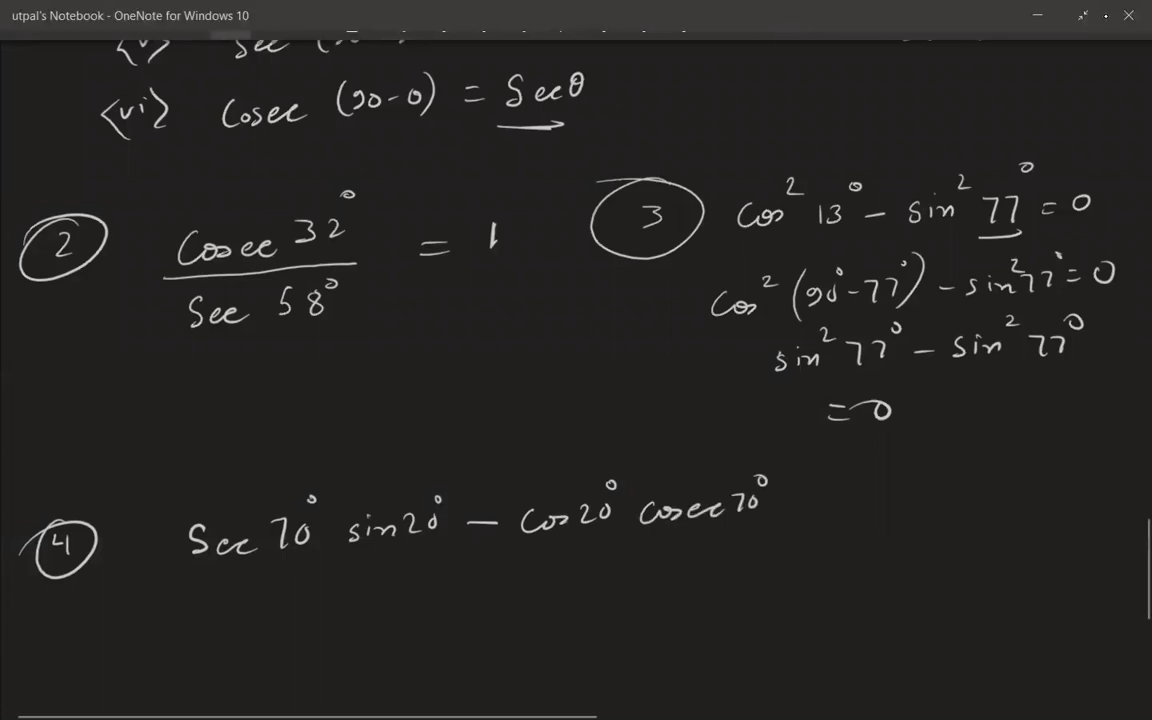 utpal's Notebook - OneNote for Windows 10
<v> Sec
<vi> Cosec (90-θ) = Secθ
2 Cosec 32° / Sec 58° = 1
3 cos² 13° - sin² 77° = 0
cos² (90°-77°) - sin² 77° = 0
sin² 77° - sin² 77°
= 0
4 Sec 70° sin 20° - cos 20° cosec 70°